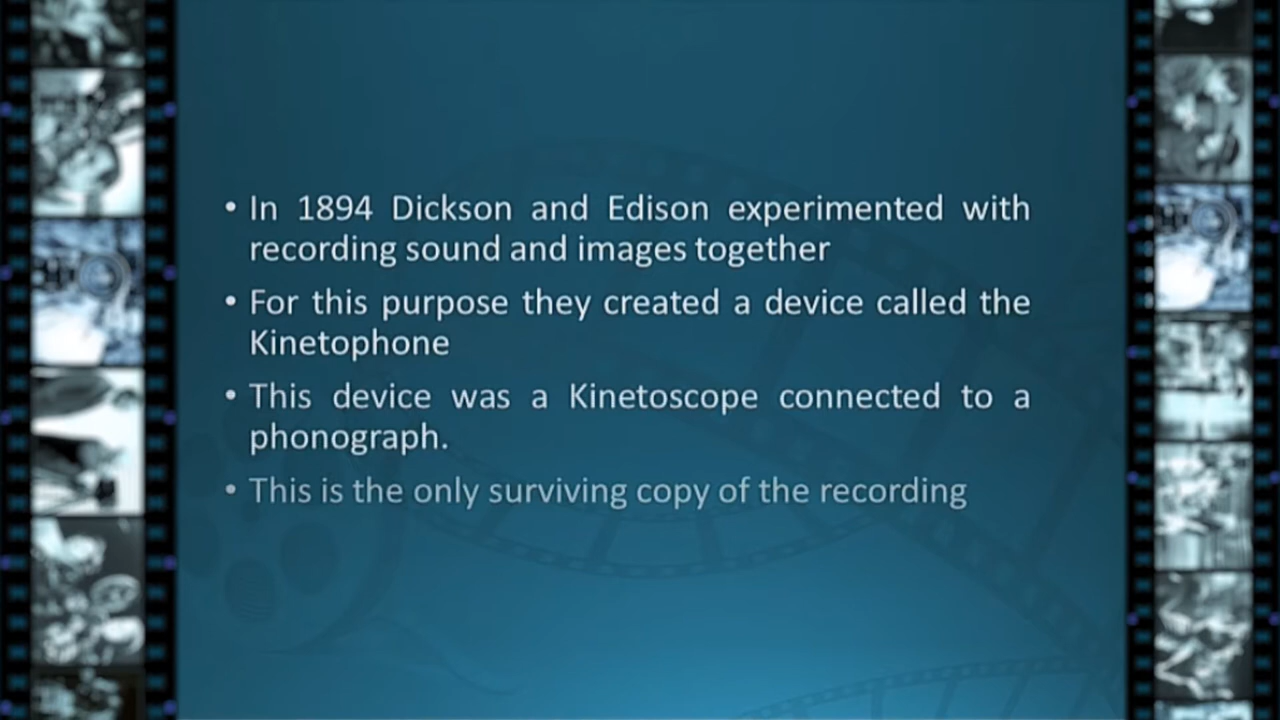 • In 1894 Dickson and Edison experimented with
recording sound and images together
• For this purpose they created a device called the
Kinetophone
• This device was a Kinetoscope connected to a
phonograph.
• This is the only surviving copy of the recording